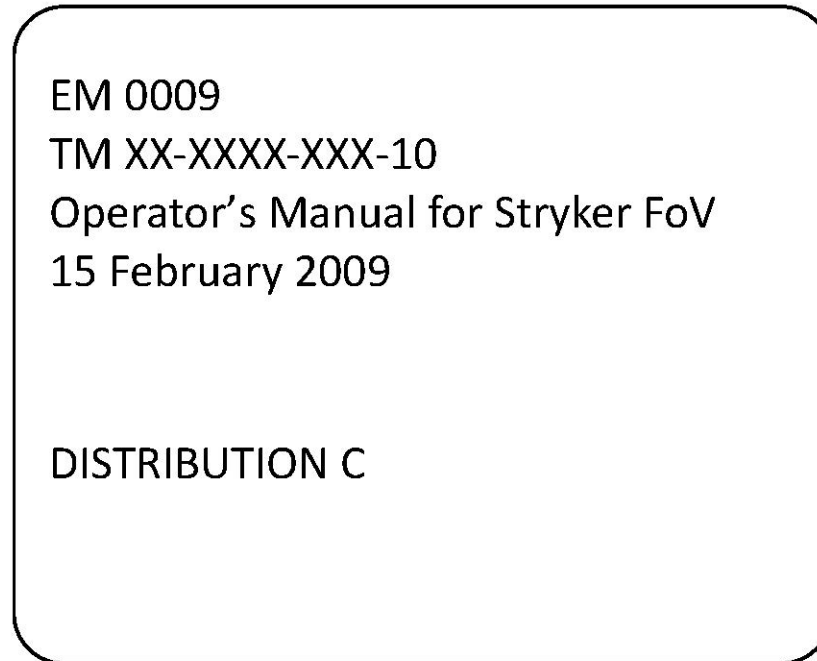 EM 0009
TM XX-XXXX-XXX-10
Operator’s Manual for Stryker FoV
15 February 2009
DISTRIBUTION C